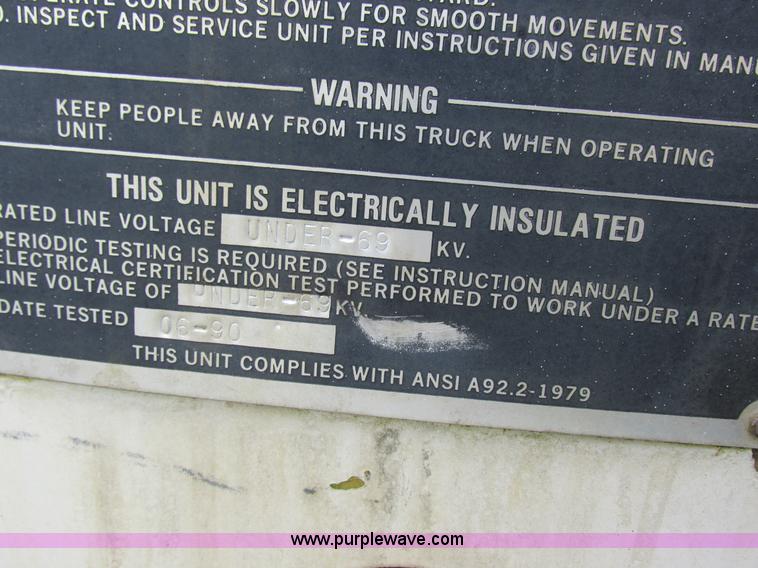 CONTROLS SLOWLY FOR SMOOTH MOVEMENTS.
. INSPECT AND SERVICE UNIT PER INSTRUCTIONS GIVEN IN MANU
WARNING
KEEP PEOPLE AWAY FROM THIS TRUCK WHEN OPERATING
UNIT.
THIS UNIT IS ELECTRICALLY INSULATED
RATED LINE VOLTAGE UNDER-69 KV.
PERIODIC TESTING IS REQUIRED (SEE INSTRUCTION MANUAL)
ELECTRICAL CERTIFICATION TEST PERFORMED TO WORK UNDER A RATE
LINE VOLTAGE OF UNDER-69 KV
DATE TESTED 06-90
THIS UNIT COMPLIES WITH ANSI A92.2-1979
www.purplewave.com